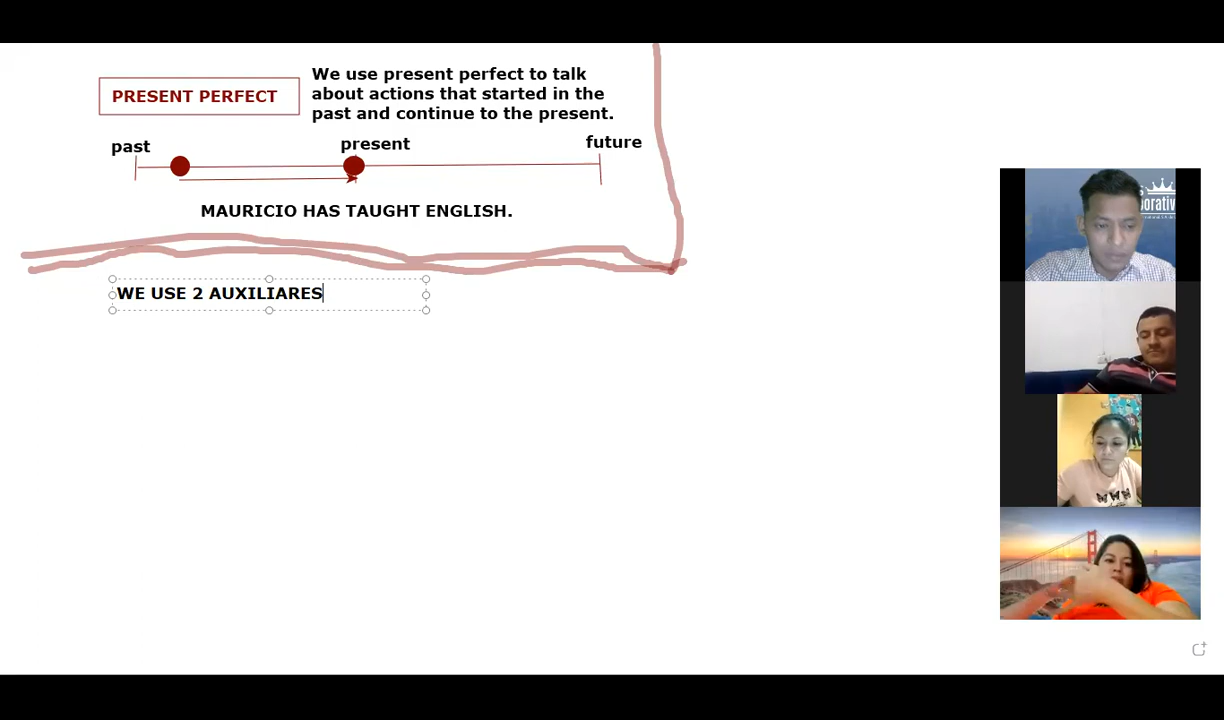 PRESENT PERFECT
We use present perfect to talk
about actions that started in the
past and continue to the present.
past
present
future
MAURICIO HAS TAUGHT ENGLISH.
WE USE 2 AUXILIARES